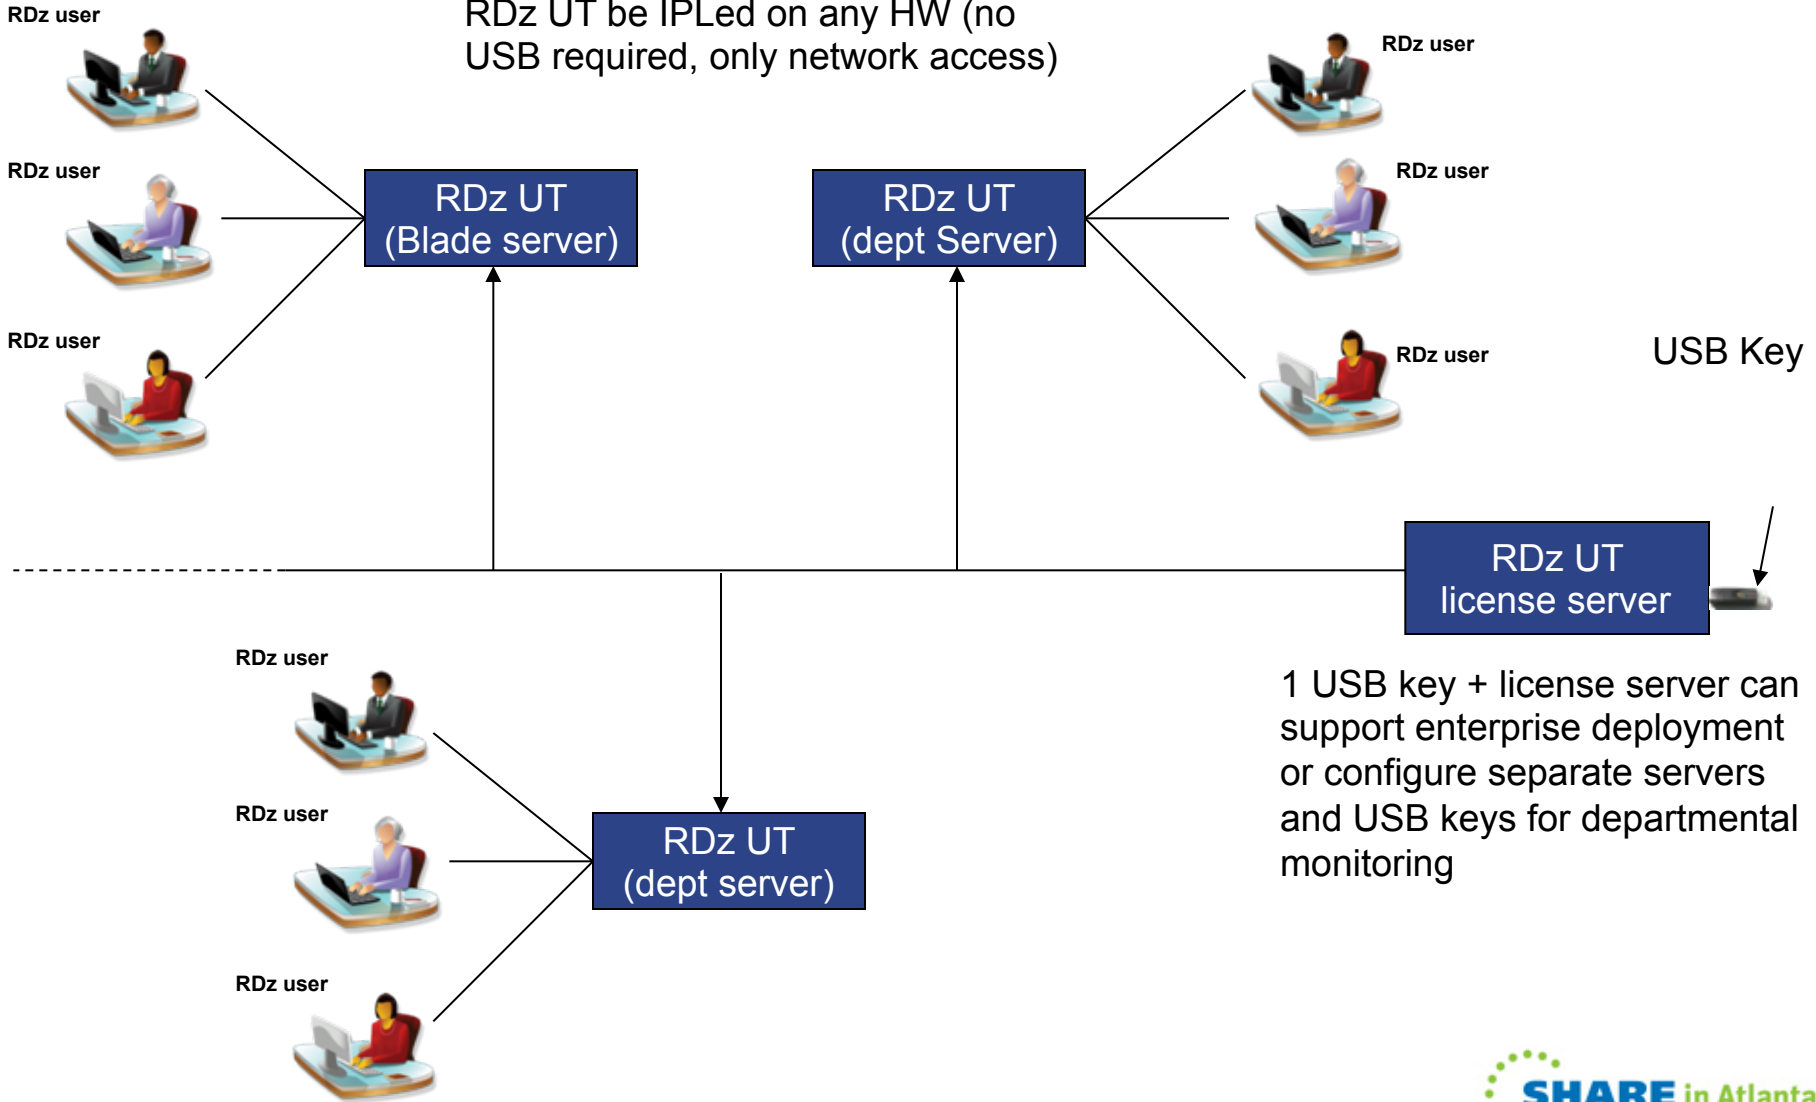 RDz user
RDz UT be IPLed on any HW (no
USB required, only network access)
RDz user
RDz user
RDz UT
(Blade server)
RDz UT
(dept Server)
RDz user
RDz user
RDz user
USB Key
RDz UT
license server
RDz user
RDz user
RDz UT
(dept server)
RDz user
1 USB key + license server can
support enterprise deployment
or configure separate servers
and USB keys for departmental
monitoring
RDz user
SHARE in Atlanta